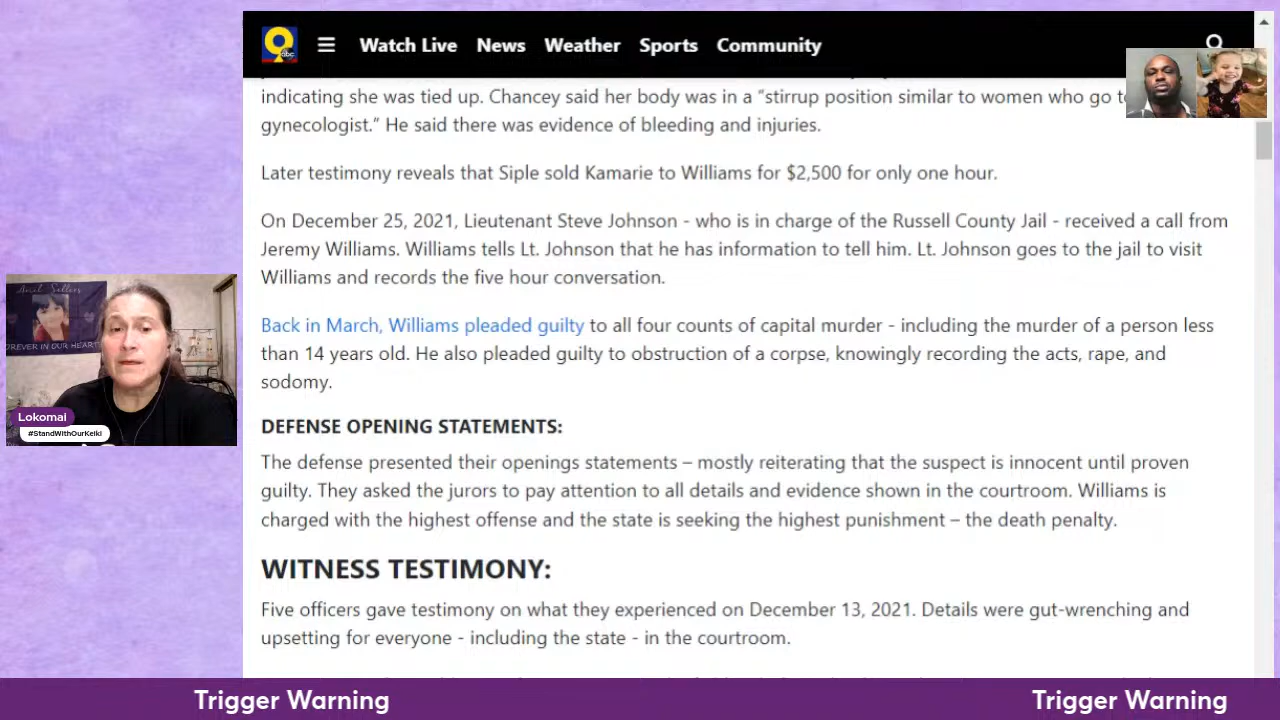 Watch Live News Weather Sports Community
indicating she was tied up. Chancey said her body was in a “stirrup position similar to women who go to
gynecologist.” He said there was evidence of bleeding and injuries.
Later testimony reveals that Siple sold Kamarie to Williams for $2,500 for only one hour.
On December 25, 2021, Lieutenant Steve Johnson - who is in charge of the Russell County Jail - received a call from
Jeremy Williams. Williams tells Lt. Johnson that he has information to tell him. Lt. Johnson goes to the jail to visit
Williams and records the five hour conversation.
Back in March, Williams pleaded guilty to all four counts of capital murder - including the murder of a person less
than 14 years old. He also pleaded guilty to obstruction of a corpse, knowingly recording the acts, rape, and
sodomy.
DEFENSE OPENING STATEMENTS:
The defense presented their openings statements – mostly reiterating that the suspect is innocent until proven
guilty. They asked the jurors to pay attention to all details and evidence shown in the courtroom. Williams is
charged with the highest offense and the state is seeking the highest punishment – the death penalty.
WITNESS TESTIMONY:
Five officers gave testimony on what they experienced on December 13, 2021. Details were gut-wrenching and
upsetting for everyone - including the state - in the courtroom.
9
abc
April Sellers
OREVER IN OUR HEART
Lokomai
#StandWithOurKeiki
Trigger Warning
Trigger Warning